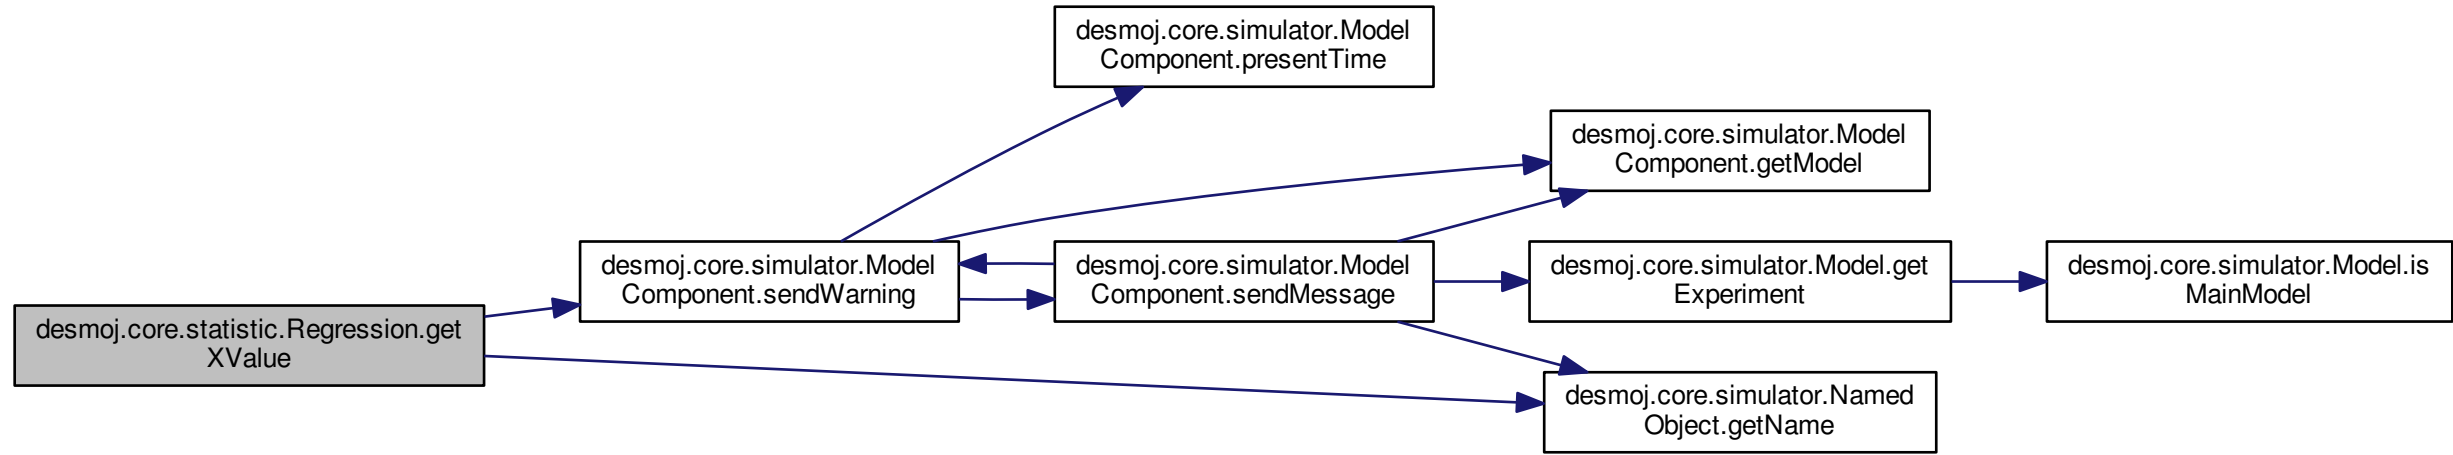 desmoj.core.simulator.Model
Component.presentTime
desmoj.core.simulator.Model
Component.getModel
desmoj.core.simulator.Model
Component.sendWarning
desmoj.core.simulator.Model
Component.sendMessage
desmoj.core.simulator.Model.get
Experiment
desmoj.core.simulator.Model.is
MainModel
desmoj.core.statistic.Regression.get
XValue
desmoj.core.simulator.Named
Object.getName